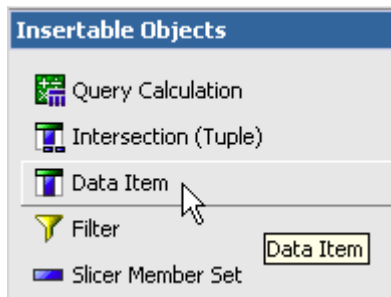 Insertable Objects
Query Calculation
Intersection (Tuple)
Data Item
Filter
Data Item
Slicer Member Set